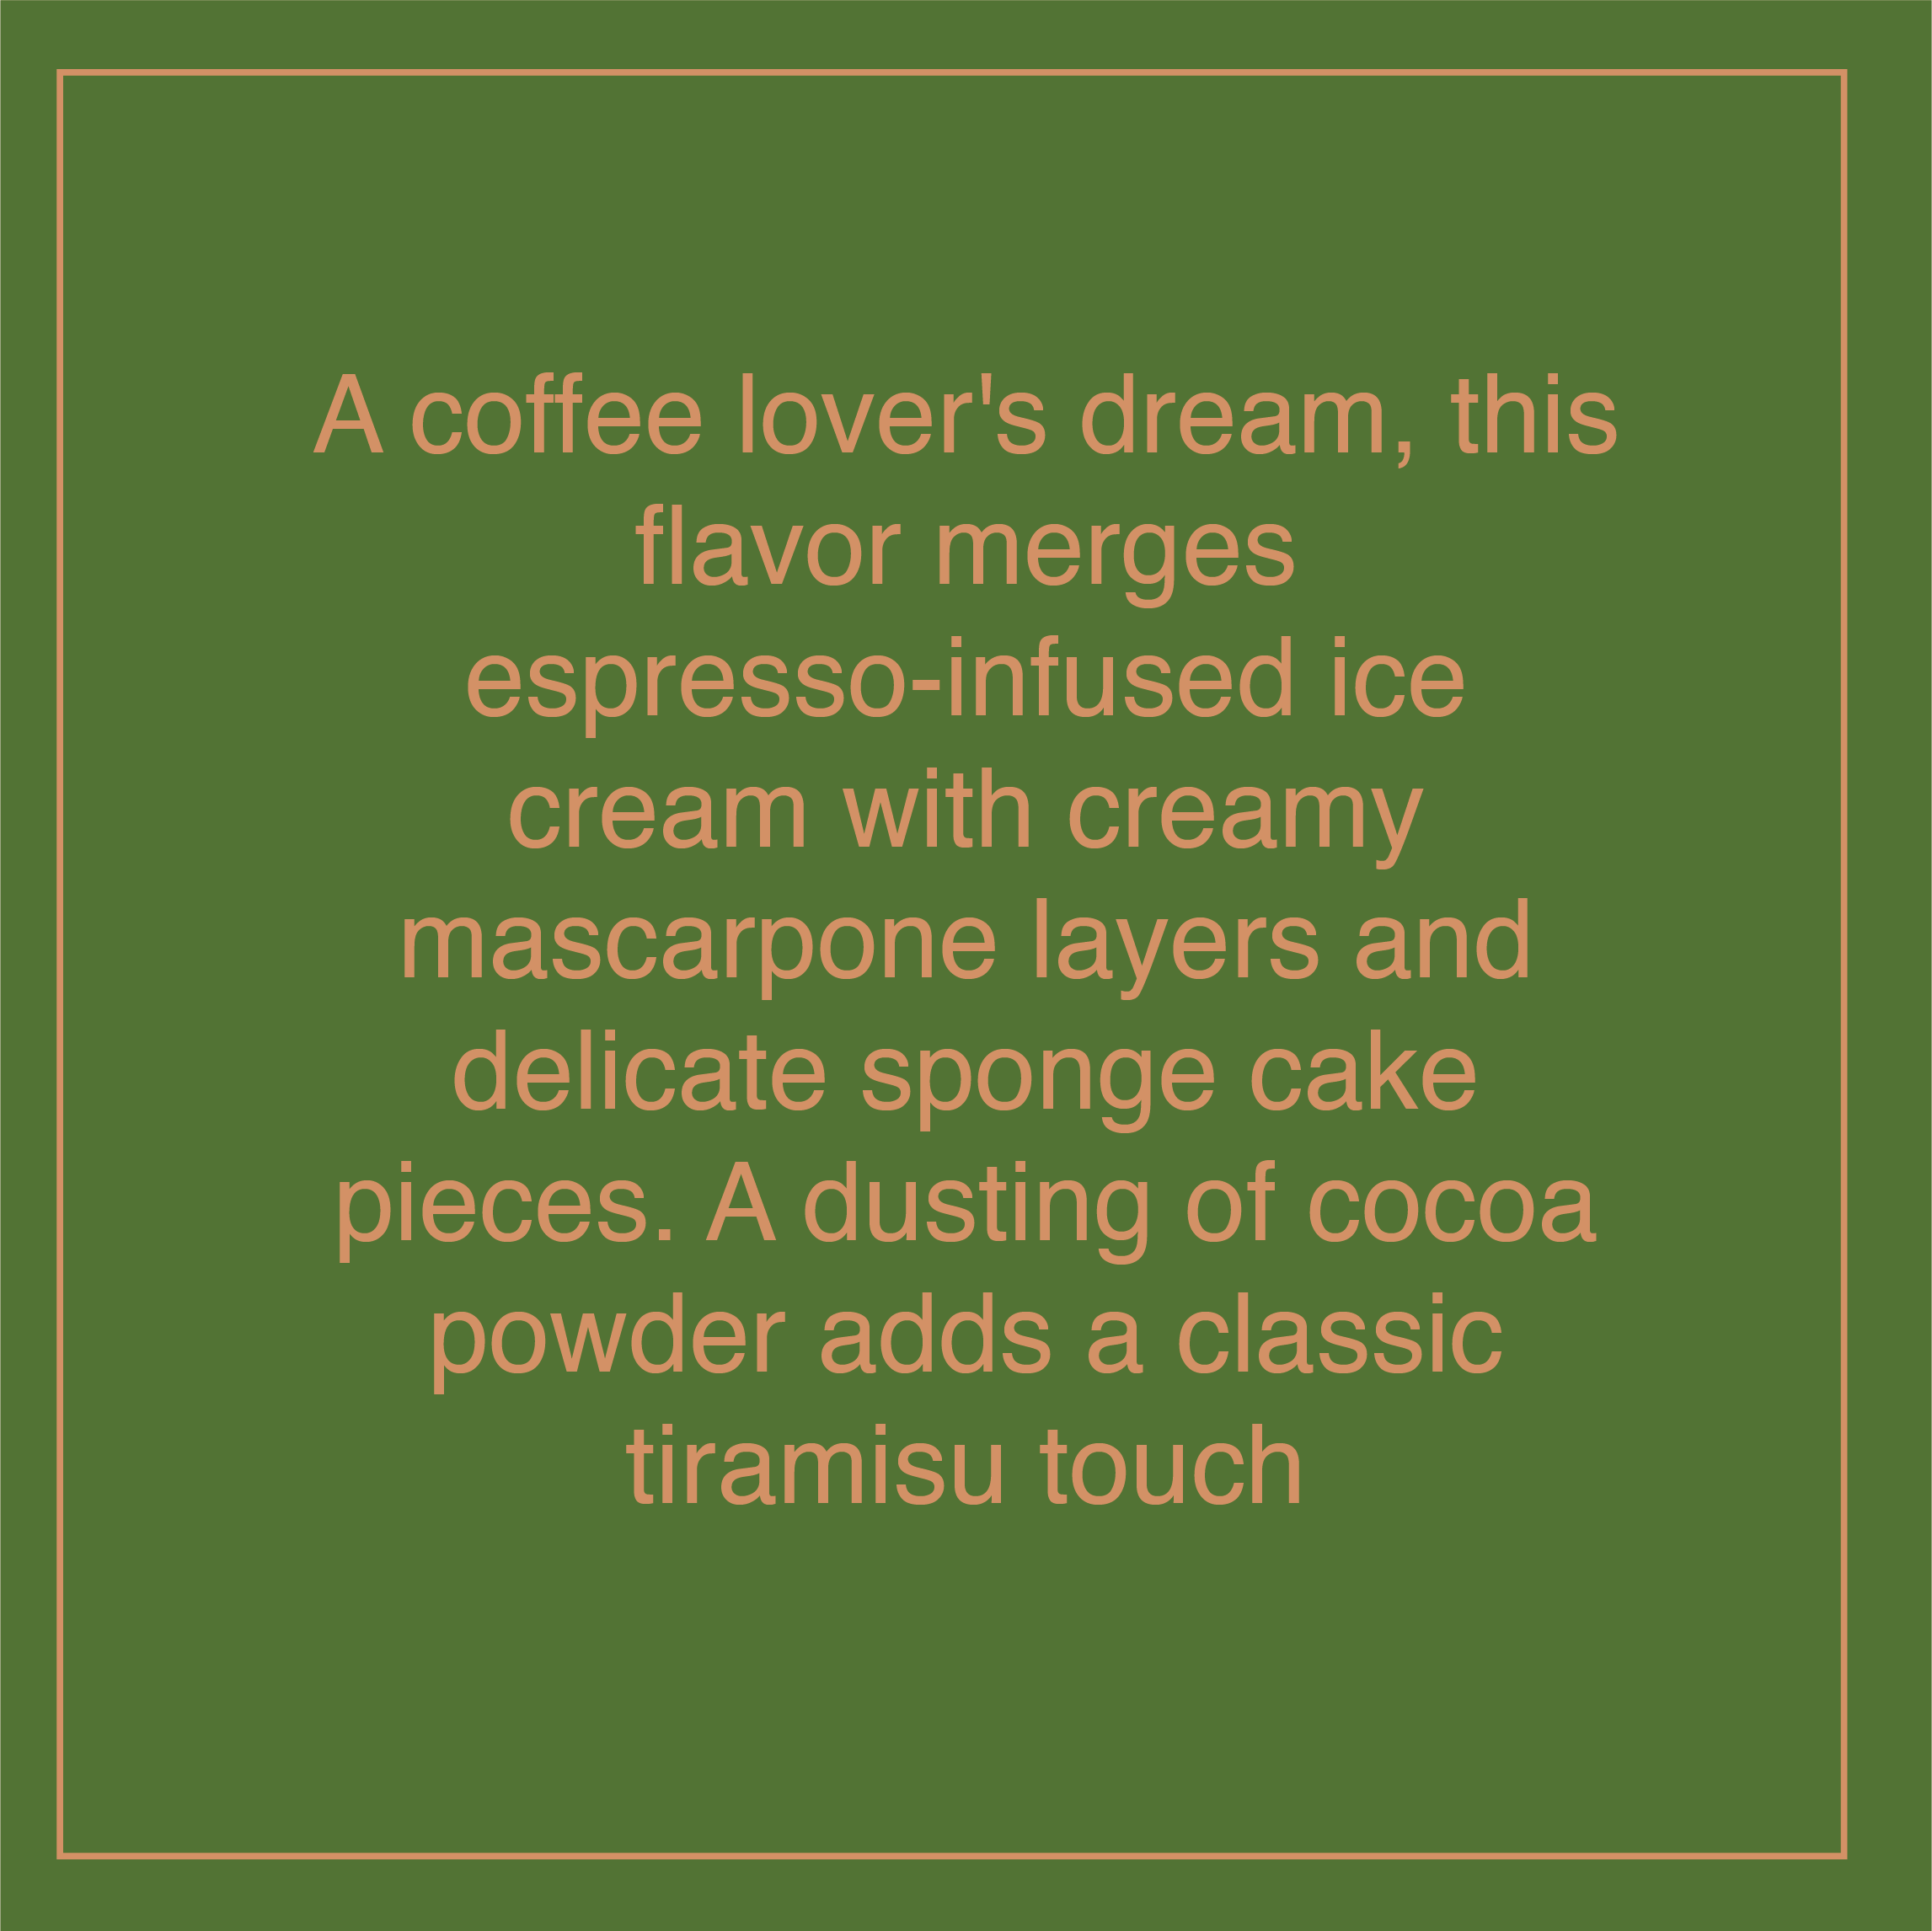 A coffee lover's dream, this
flavor merges
espresso-infused ice
cream with creamy
mascarpone layers and
delicate sponge cake
pieces. A dusting of cocoa
powder adds a classic
tiramisu touch